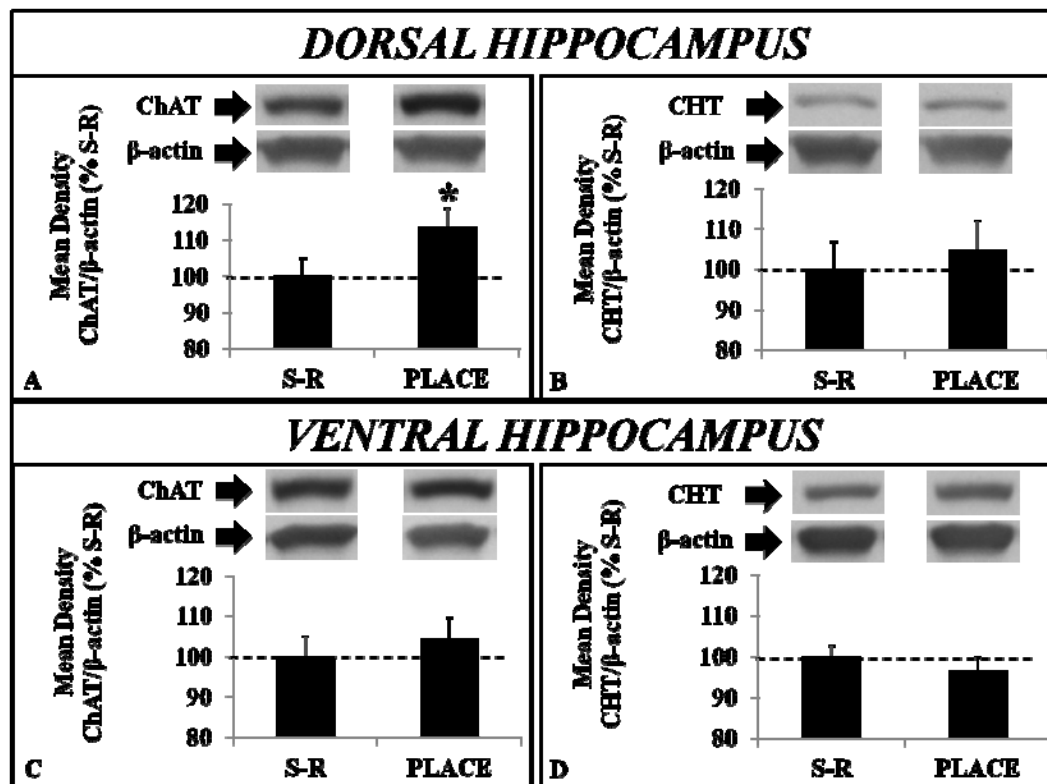 DORSAL HIPPOCAMPUS
ChAT
β-actin
Mean Density
ChAT/β-actin (% S-R)
120
110
100
90
80
*
S-R PLACE
A
CHT
β-actin
Mean Density
CHT/β-actin (% S-R)
120
110
100
90
80
S-R PLACE
B
VENTRAL HIPPOCAMPUS
ChAT
β-actin
Mean Density
ChAT/β-actin (% S-R)
120
110
100
90
80
S-R PLACE
C
CHT
β-actin
Mean Density
CHT/β-actin (% S-R)
120
110
100
90
80
S-R PLACE
D